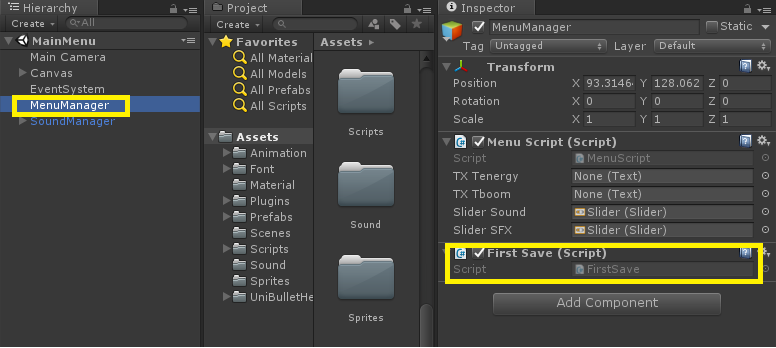 Hierarchy
Create
All
MainMenu
Main Camera
Canvas
EventSystem
MenuManager
SoundManager
Project
Create
Favorites
All Material
All Models
All Prefabs
All Scripts
Assets
Animation
Font
Material
Plugins
Prefabs
Scenes
Scripts
Sound
Sprites
UniBulletHe
Assets
Scripts
Sound
Sprites
Inspector
MenuManager Static
Tag Untagged Layer Default
Transform
Position X 93.3146 Y 128.062 Z 0
Rotation X 0 Y 0 Z 0
Scale X 1 Y 1 Z 1
Menu Script (Script)
Script MenuScript
TX Tenergy None (Text)
TX Tboom None (Text)
Slider Sound Slider (Slider)
Slider SFX Slider (Slider)
First Save (Script)
Script FirstSave
Add Component